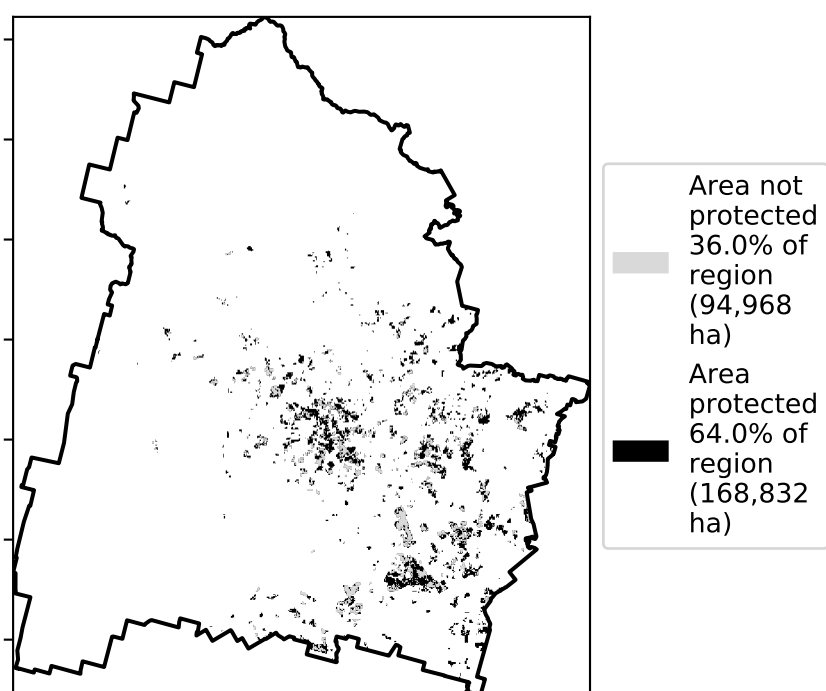 Area not
protected
36.0% of
region
(94,968
ha)
Area
protected
64.0% of
region
(168,832
ha)